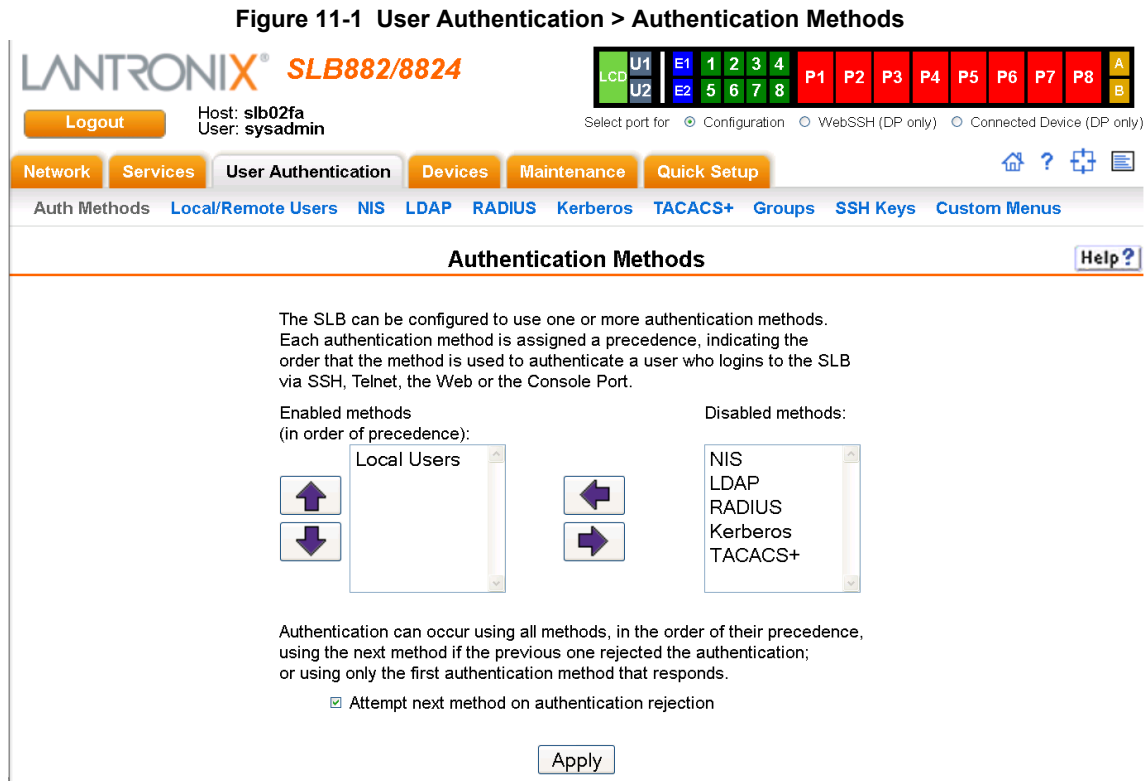 Figure 11-1 User Authentication > Authentication Methods
LANTRONIX® SLB882/8824
LCD U1 E1 1 2 3 4 P1 P2 P3 P4 P5 P6 P7 P8 A
U2 E2 5 6 7 8 B
Logout
Host: slb02fa
User: sysadmin
Select port for Configuration WebSSH (DP only) Connected Device (DP only)
Network Services User Authentication Devices Maintenance Quick Setup ?
Auth Methods Local/Remote Users NIS LDAP RADIUS Kerberos TACACS+ Groups SSH Keys Custom Menus
Authentication Methods
Help?
The SLB can be configured to use one or more authentication methods.
Each authentication method is assigned a precedence, indicating the
order that the method is used to authenticate a user who logins to the SLB
via SSH, Telnet, the Web or the Console Port.
Enabled methods
(in order of precedence):
Local Users
Disabled methods:
NIS
LDAP
RADIUS
Kerberos
TACACS+
Authentication can occur using all methods, in the order of their precedence,
using the next method if the previous one rejected the authentication;
or using only the first authentication method that responds.
Attempt next method on authentication rejection
Apply